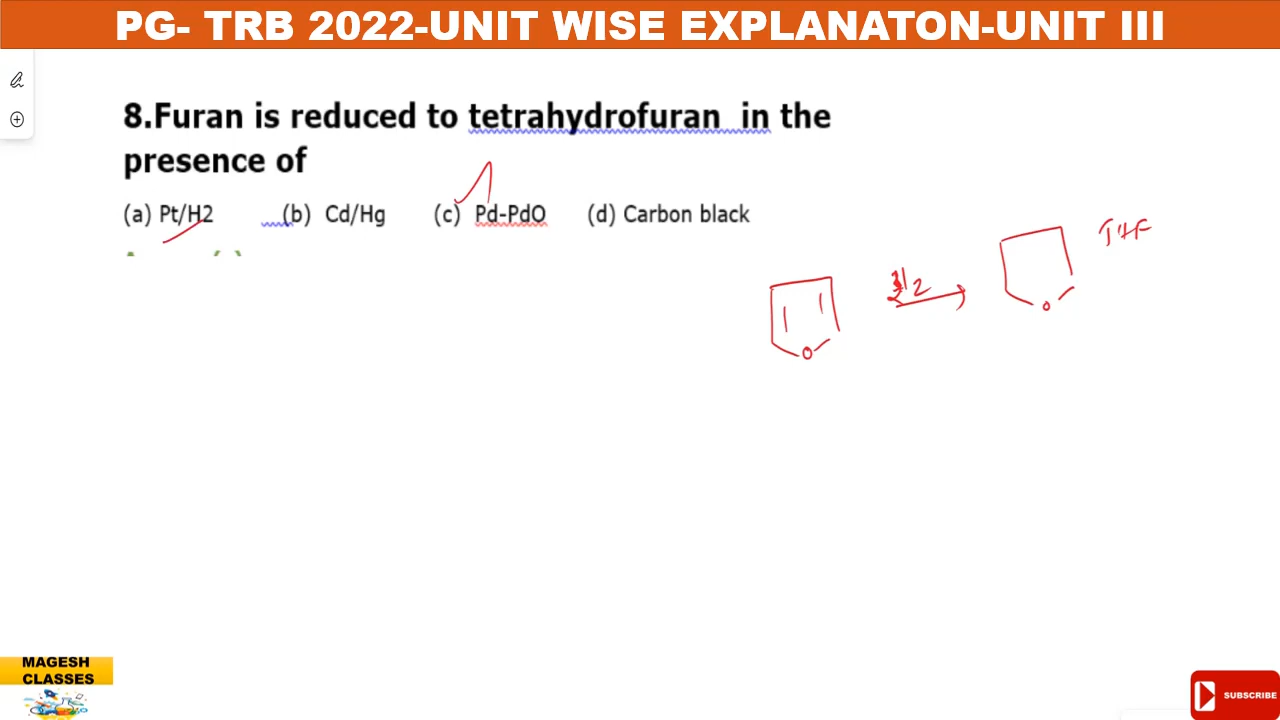 PG- TRB 2022-UNIT WISE EXPLANATON-UNIT III
8.Furan is reduced to tetrahydrofuran in the
presence of
(a) Pt/H2 (b) Cd/Hg (c) Pd-PdO (d) Carbon black
THF
H2
O
O
MAGESH
CLASSES
SUBSCRIBE